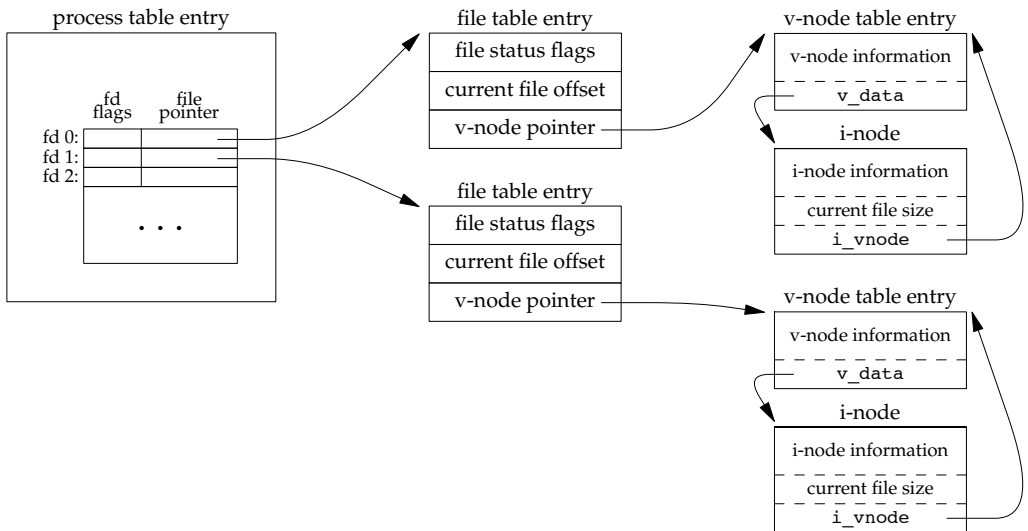 process table entry
fd
flags
file
pointer
fd 0:
fd 1:
fd 2:
. . .
file table entry
file status flags
current file offset
v-node pointer
file table entry
file status flags
current file offset
v-node pointer
v-node table entry
v-node information
v_data
i-node
i-node information
current file size
i_vnode
v-node table entry
v-node information
v_data
i-node
i-node information
current file size
i_vnode